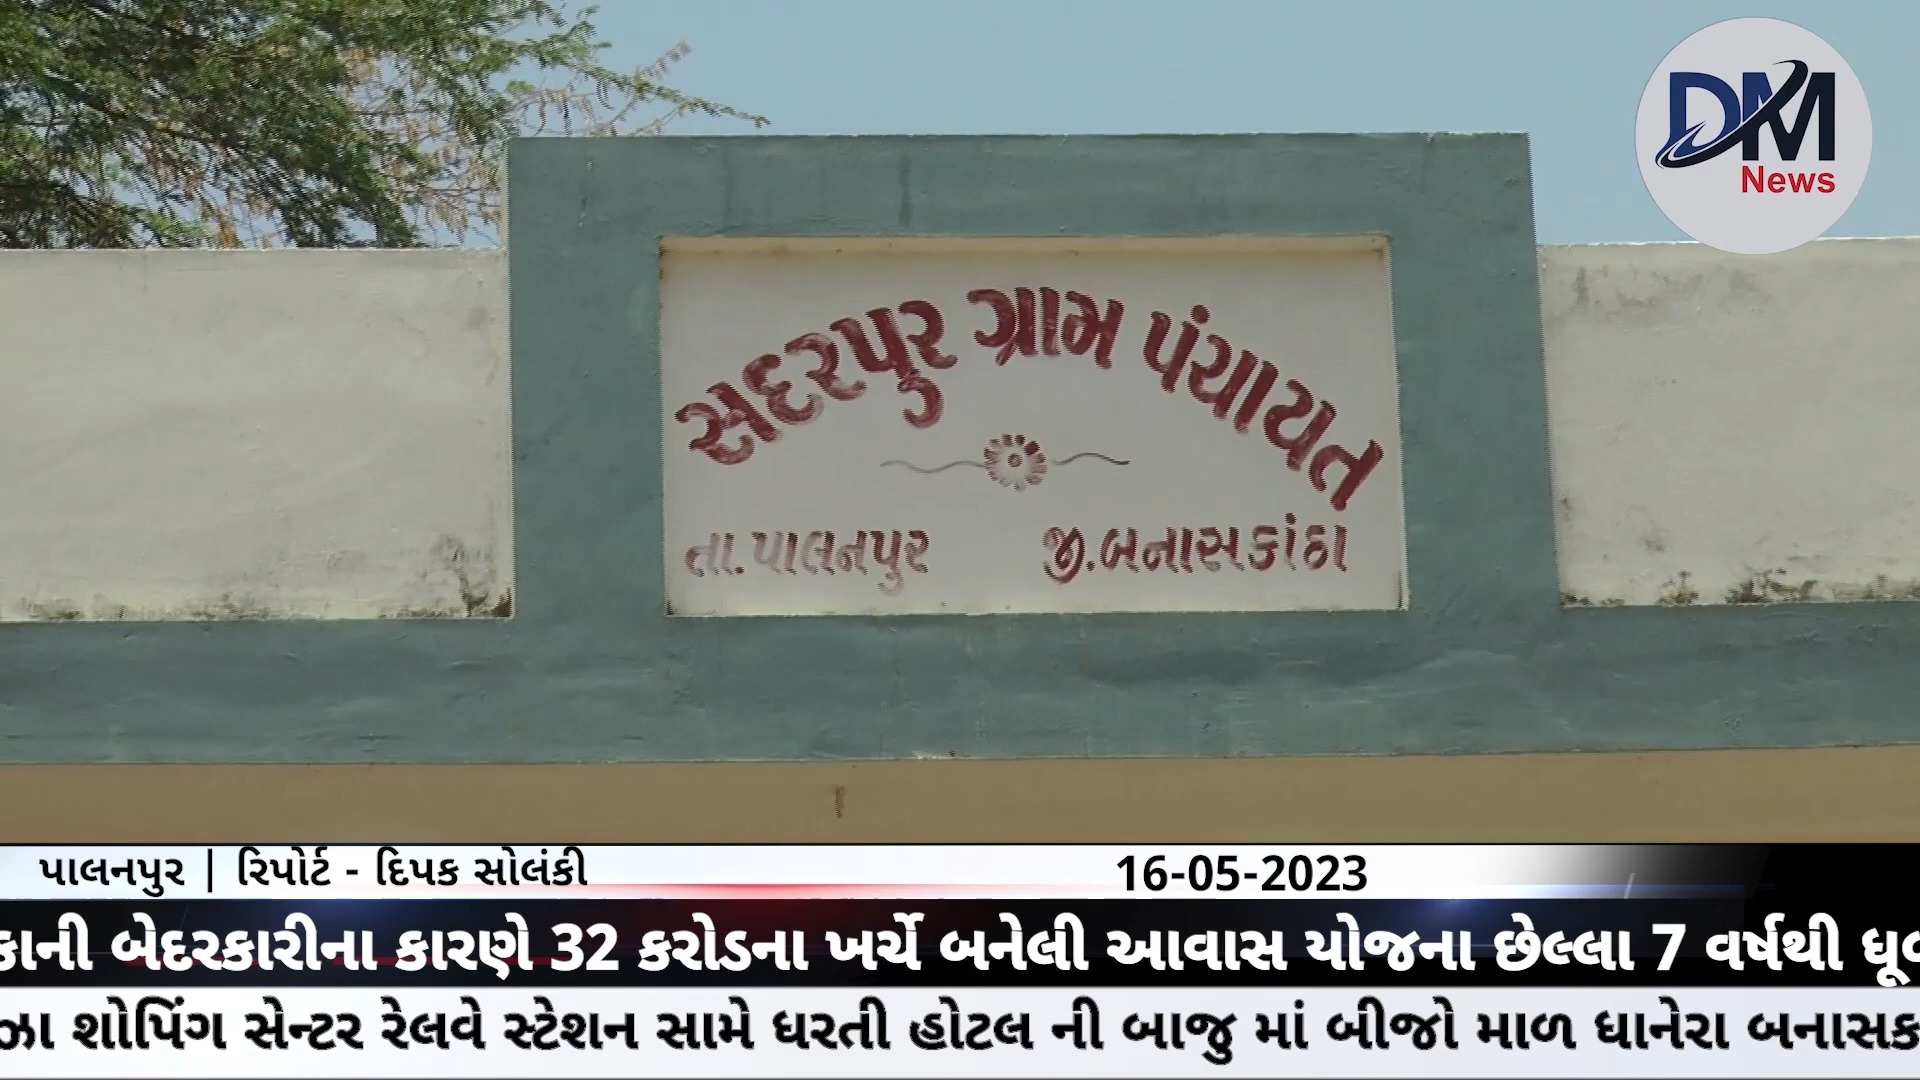 DM
News
સદરપુર ગ્રામ પંચાયત
તા.પાલનપુર જી.બનાસકાંઠા
પાલનપુર | રિપોર્ટ - દિપક સોલંકી 16-05-2023
કાની બેદરકારીના કારણે 32 કરોડના ખર્ચે બનેલી આવાસ યોજના છેલ્લા 7 વર્ષથી
ઝા શોપિંગ સેન્ટર રેલવે સ્ટેશન સામે ધરતી હોટલ ની બાજુ માં બીજો માળ ધાનેરા બનાસક